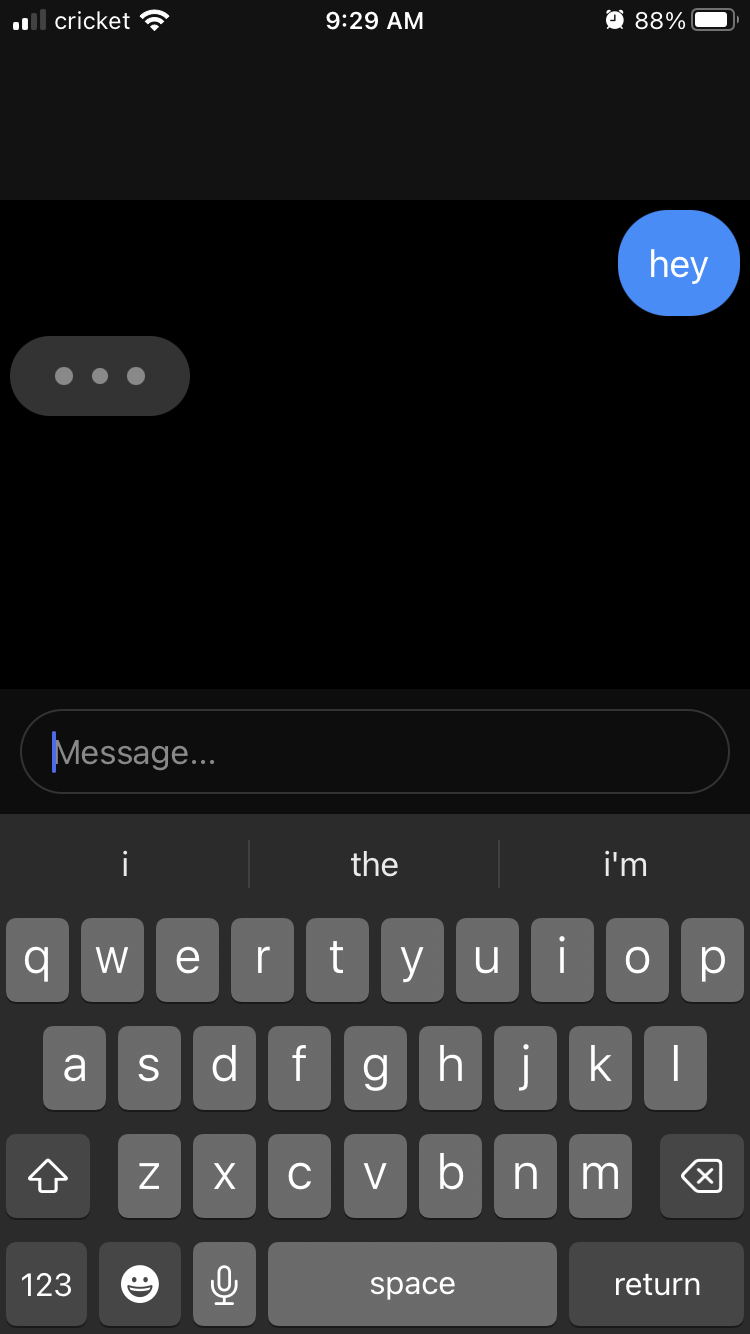 cricket 9:29 AM 88%
hey
Message...
i the i'm
q w e r t y u i o p
a s d f g h j k l
z x c v b n m
123 space return